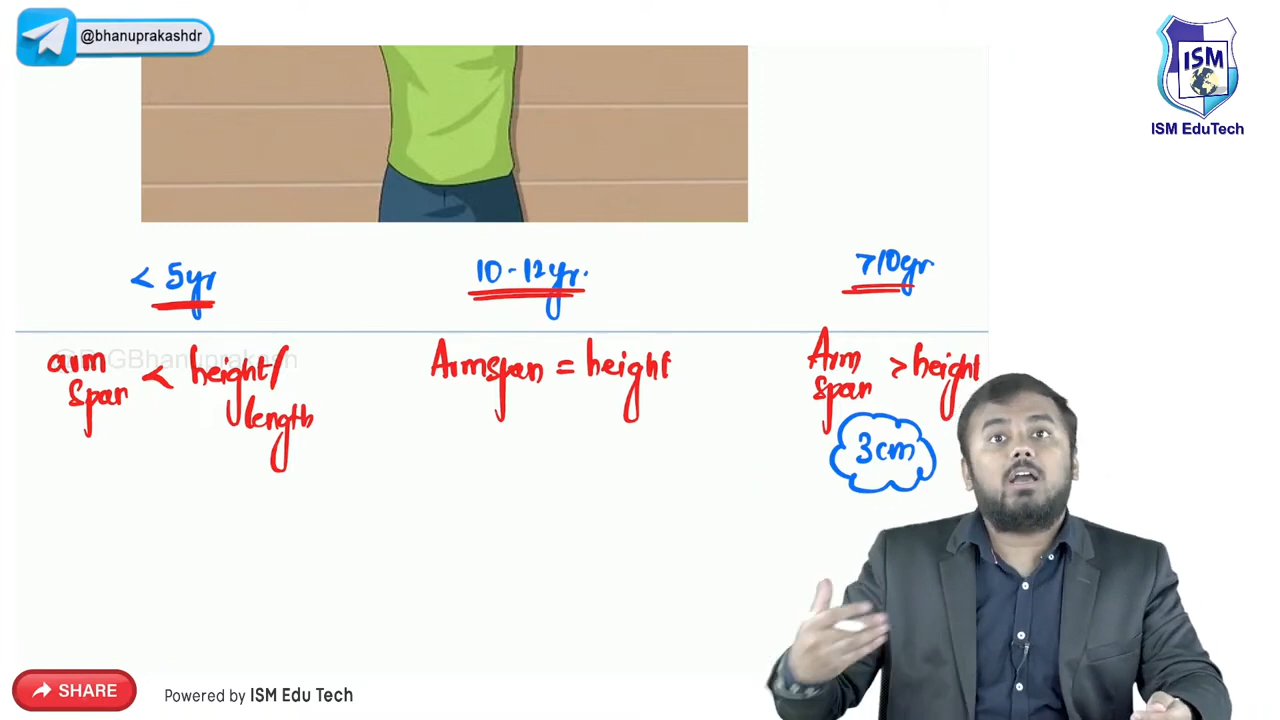 @bhanuprakashdr
ISM
ISM EduTech
< 5yr
10-12yr.
>10yr
@DrGBhanuprakash
arm span < height/length
Armspan = height
Arm span > height
3cm
SHARE
Powered by ISM Edu Tech